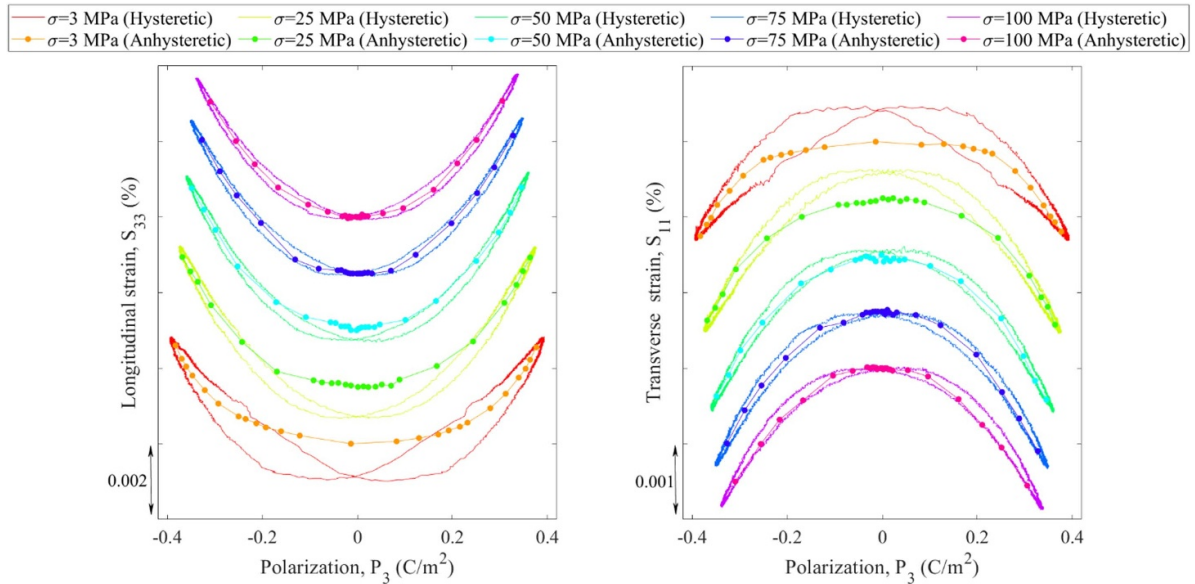 σ=3 MPa (Hysteretic) σ=25 MPa (Hysteretic) σ=50 MPa (Hysteretic) σ=75 MPa (Hysteretic) σ=100 MPa (Hysteretic)
σ=3 MPa (Anhysteretic) σ=25 MPa (Anhysteretic) σ=50 MPa (Anhysteretic) σ=75 MPa (Anhysteretic) σ=100 MPa (Anhysteretic)
Longitudinal strain, S33 (%)
0.002
-0.4 -0.2 0 0.2 0.4
Polarization, P3 (C/m²)
Transverse strain, S11 (%)
0.001
-0.4 -0.2 0 0.2 0.4
Polarization, P3 (C/m²)